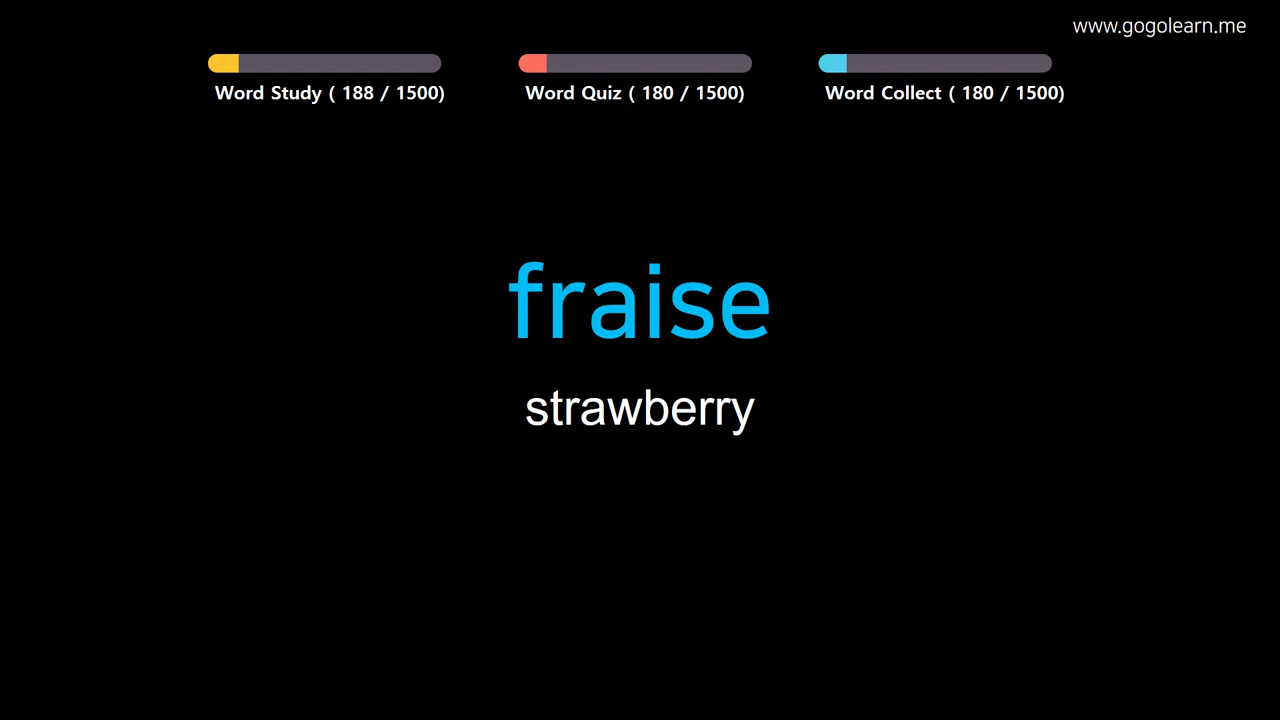 www.gogolearn.me
Word Study ( 188 / 1500)
Word Quiz ( 180 / 1500)
Word Collect ( 180 / 1500)
fraise
strawberry